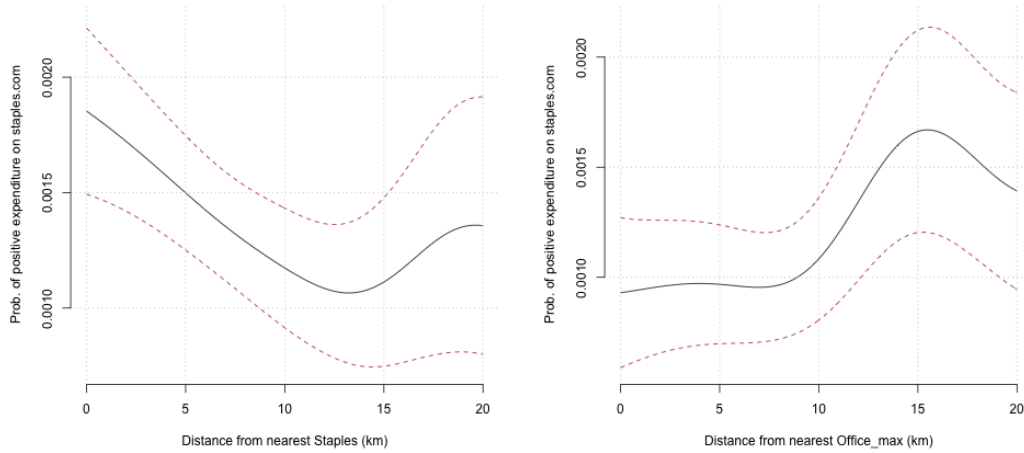 Prob. of positive expenditure on staples.com
0.0020
0.0015
0.0010
0 5 10 15 20
Distance from nearest Staples (km)
Prob. of positive expenditure on staples.com
0.0020
0.0015
0.0010
0 5 10 15 20
Distance from nearest Office_max (km)